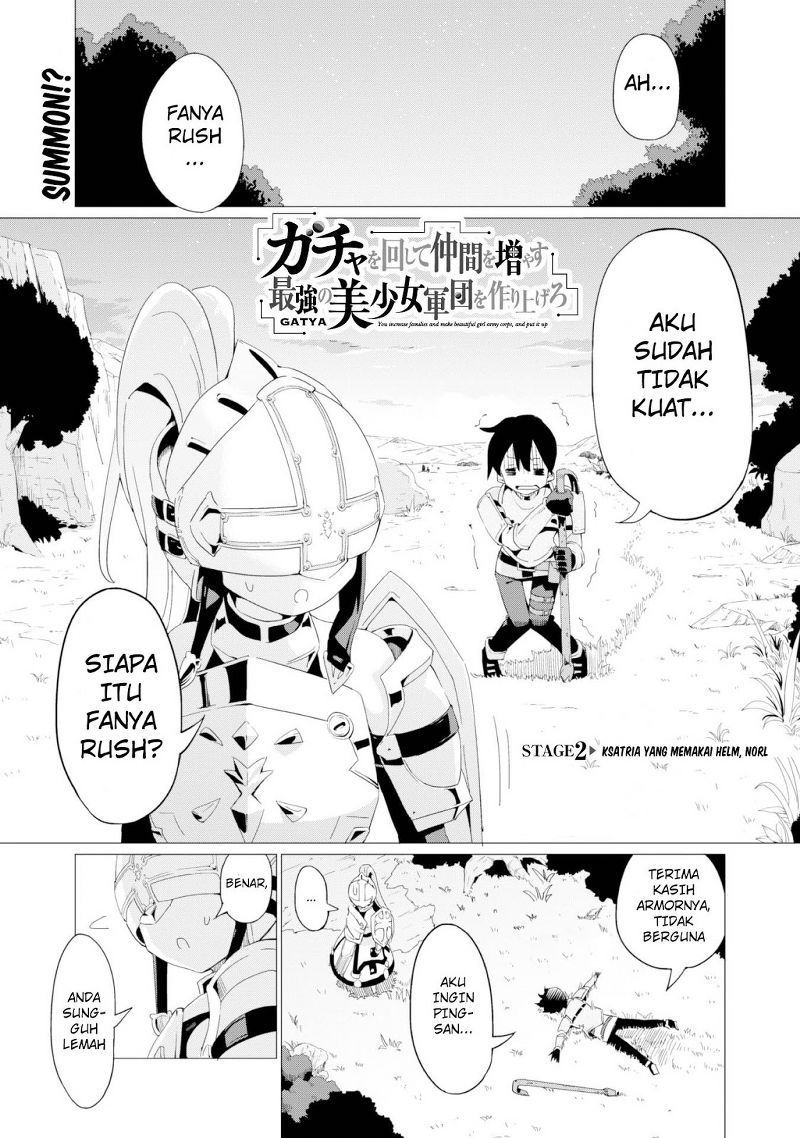 AH...
FANYA
RUSH
...
SUMMON!?
ガチャを回して仲間を増やす
最強の美少女軍団を作り上げろ
GATYA
You increase families and make beautiful girl army corps, and put it up
AKU
SUDAH
TIDAK
KUAT...
SIAPA
ITU
FANYA
RUSH?
STAGE2 KSATRIA YANG MEMAKAI HELM, NORL
TERIMA
KASIH
ARMORNYA,
TIDAK
BERGUNA
AKU
INGIN
PING-
SAN...
...
BENAR,
ANDA
SUNG-
GUH
LEMAH